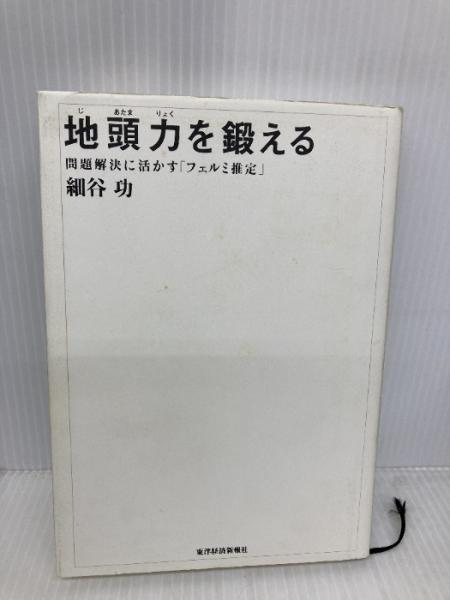 じ あたま りょく
地頭力を鍛える
問題解決に活かす「フェルミ推定」
細谷 功
東洋経済新報社